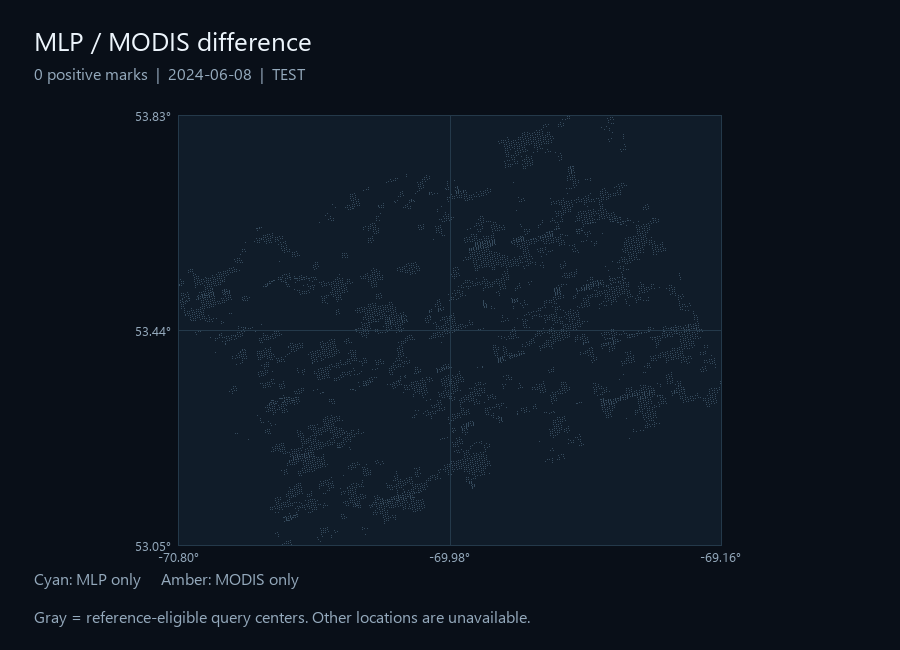 MLP / MODIS difference
0 positive marks | 2024-06-08 | TEST
53.83°
53.44°
53.05°
-70.80° -69.98° -69.16°
Cyan: MLP only Amber: MODIS only
Gray = reference-eligible query centers. Other locations are unavailable.